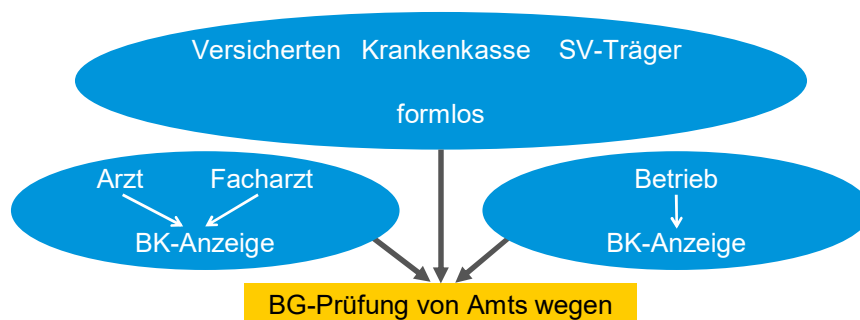 Versicherten Krankenkasse SV-Träger
formlos
Arzt Facharzt
BK-Anzeige
Betrieb
BK-Anzeige
BG-Prüfung von Amts wegen